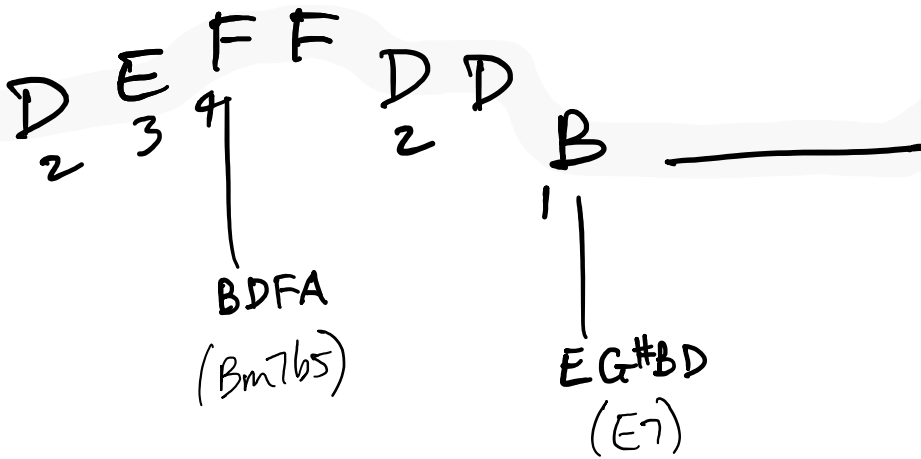 D E F F D D B
2 3 4 2 1
BDFA
(Bm7b5)
EG#BD
(E7)